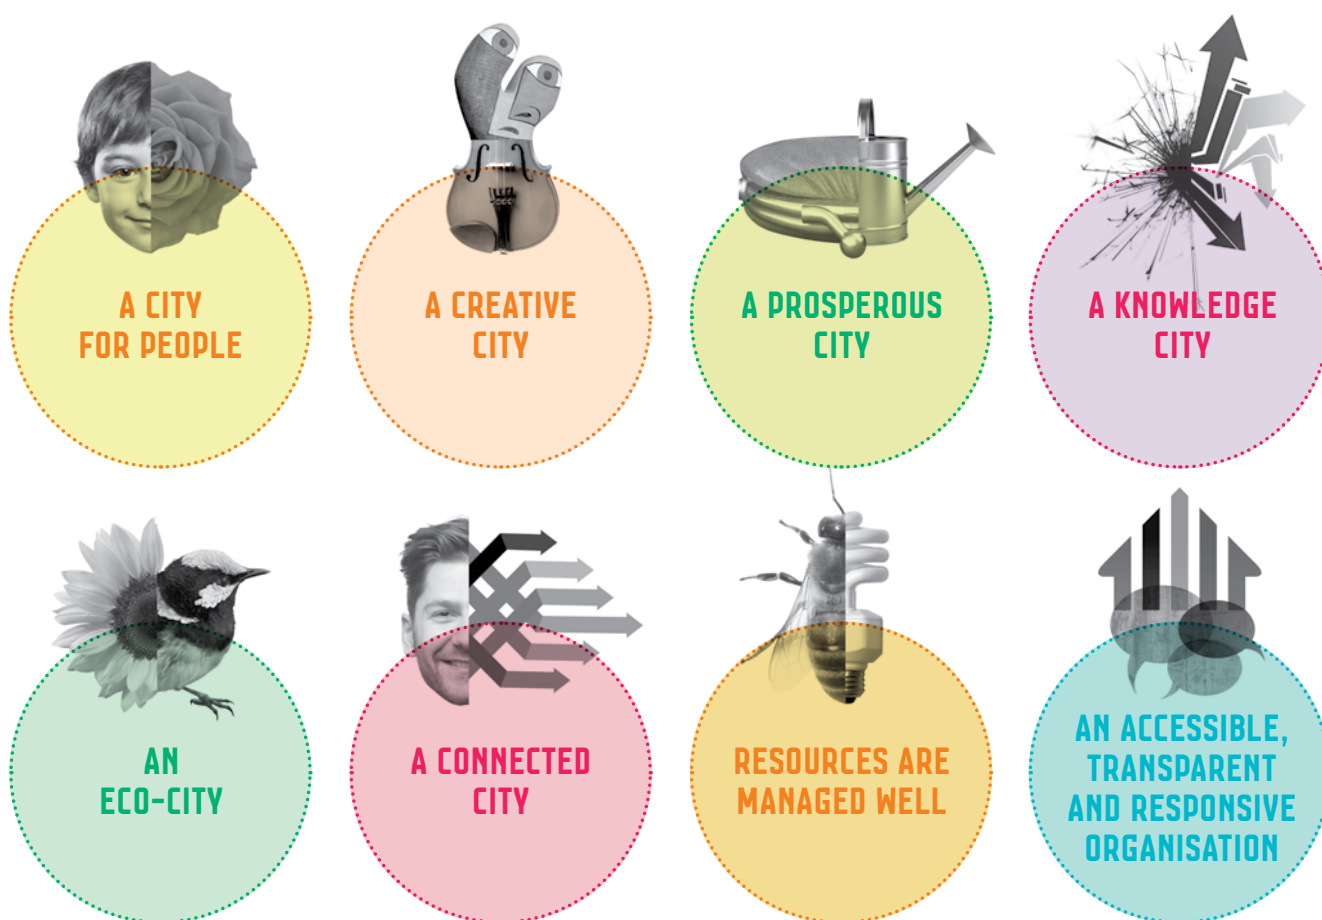 A CITY
FOR PEOPLE
A CREATIVE
CITY
A PROSPEROUS
CITY
A KNOWLEDGE
CITY
AN
ECO-CITY
A CONNECTED
CITY
RESOURCES ARE
MANAGED WELL
AN ACCESSIBLE,
TRANSPARENT
AND RESPONSIVE
ORGANISATION